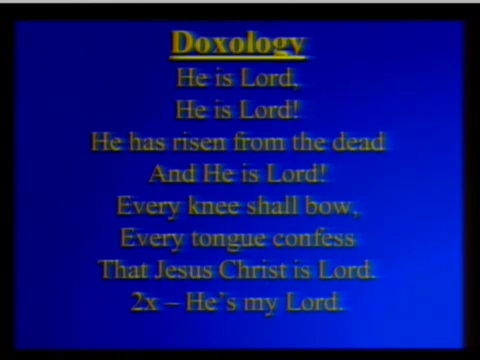 Doxology
He is Lord,
He is Lord!
He has risen from the dead
And He is Lord!
Every knee shall bow,
Every tongue confess
That Jesus Christ is Lord.
2x – He's my Lord.